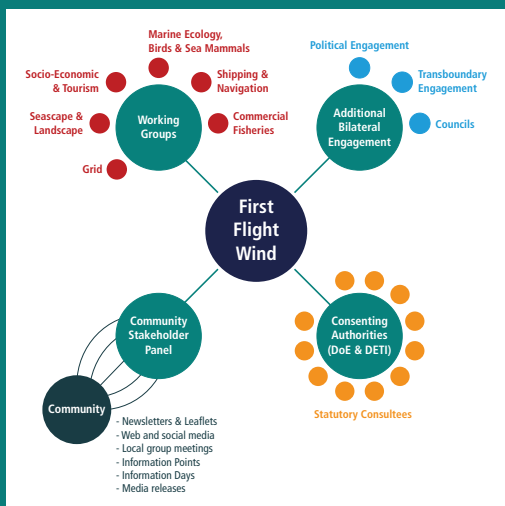 Marine Ecology,
Birds & Sea Mammals
Socio-Economic
& Tourism
Shipping &
Navigation
Seascape &
Landscape
Working
Groups
Commercial
Fisheries
Grid
Political Engagement
Transboundary
Engagement
Additional
Bilateral
Engagement
Councils
First
Flight
Wind
Community
Stakeholder
Panel
Consenting
Authorities
(DoE & DETI)
Statutory Consultees
Community
- Newsletters & Leaflets
- Web and social media
- Local group meetings
- Information Points
- Information Days
- Media releases